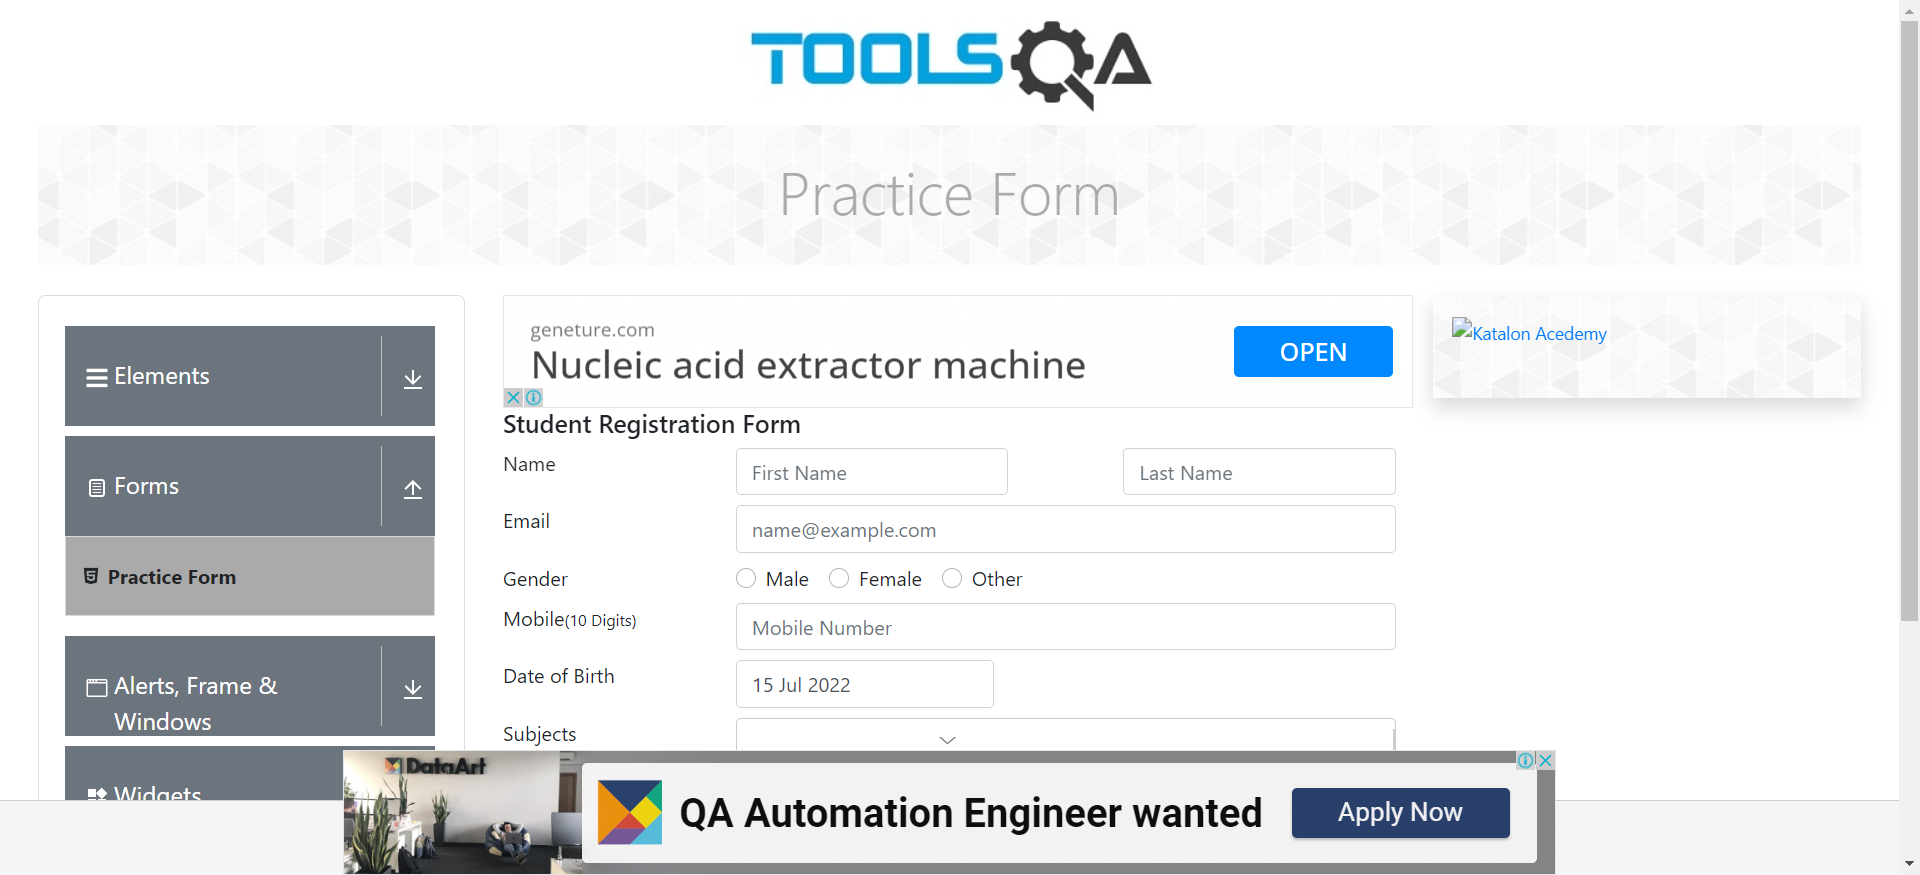 TOOLSQA
Practice Form
Elements
Forms
Practice Form
Alerts, Frame &
Windows
Widgets
geneture.com
Nucleic acid extractor machine
OPEN
Student Registration Form
Name
First Name
Last Name
Email
name@example.com
Gender
Male
Female
Other
Mobile(10 Digits)
Mobile Number
Date of Birth
15 Jul 2022
Subjects
Katalon Acedemy
DataArt
QA Automation Engineer wanted
Apply Now